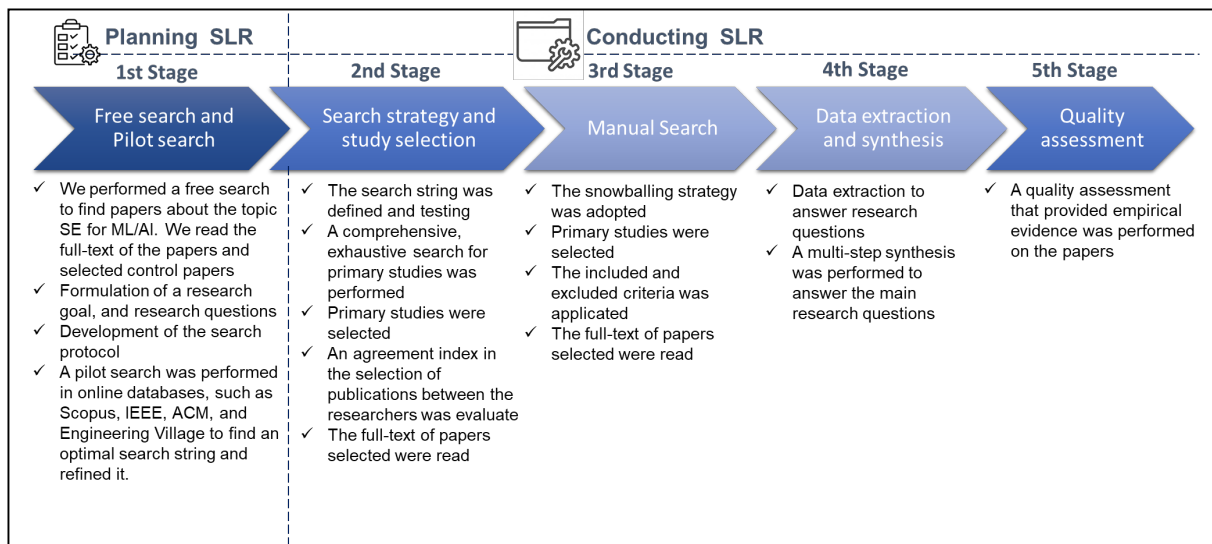 Planning SLR
Conducting SLR
1st Stage
2nd Stage
3rd Stage
4th Stage
5th Stage
Free search and
Pilot search
Search strategy and
study selection
Manual Search
Data extraction
and synthesis
Quality
assessment
✓ We performed a free search
to find papers about the topic
SE for ML/AI. We read the
full-text of the papers and
selected control papers
✓ Formulation of a research
goal, and research questions
✓ Development of the search
protocol
✓ A pilot search was performed
in online databases, such as
Scopus, IEEE, ACM, and
Engineering Village to find an
optimal search string and
refined it.
✓ The search string was
defined and testing
✓ A comprehensive,
exhaustive search for
primary studies was
performed
✓ Primary studies were
selected
✓ An agreement index in
the selection of
publications between the
researchers was evaluate
✓ The full-text of papers
selected were read
✓ The snowballing strategy
was adopted
✓ Primary studies were
selected
✓ The included and
excluded criteria was
applicated
✓ The full-text of papers
selected were read
✓ Data extraction to
answer research
questions
✓ A multi-step synthesis
was performed to
answer the main
research questions
✓ A quality assessment
that provided empirical
evidence was performed
on the papers